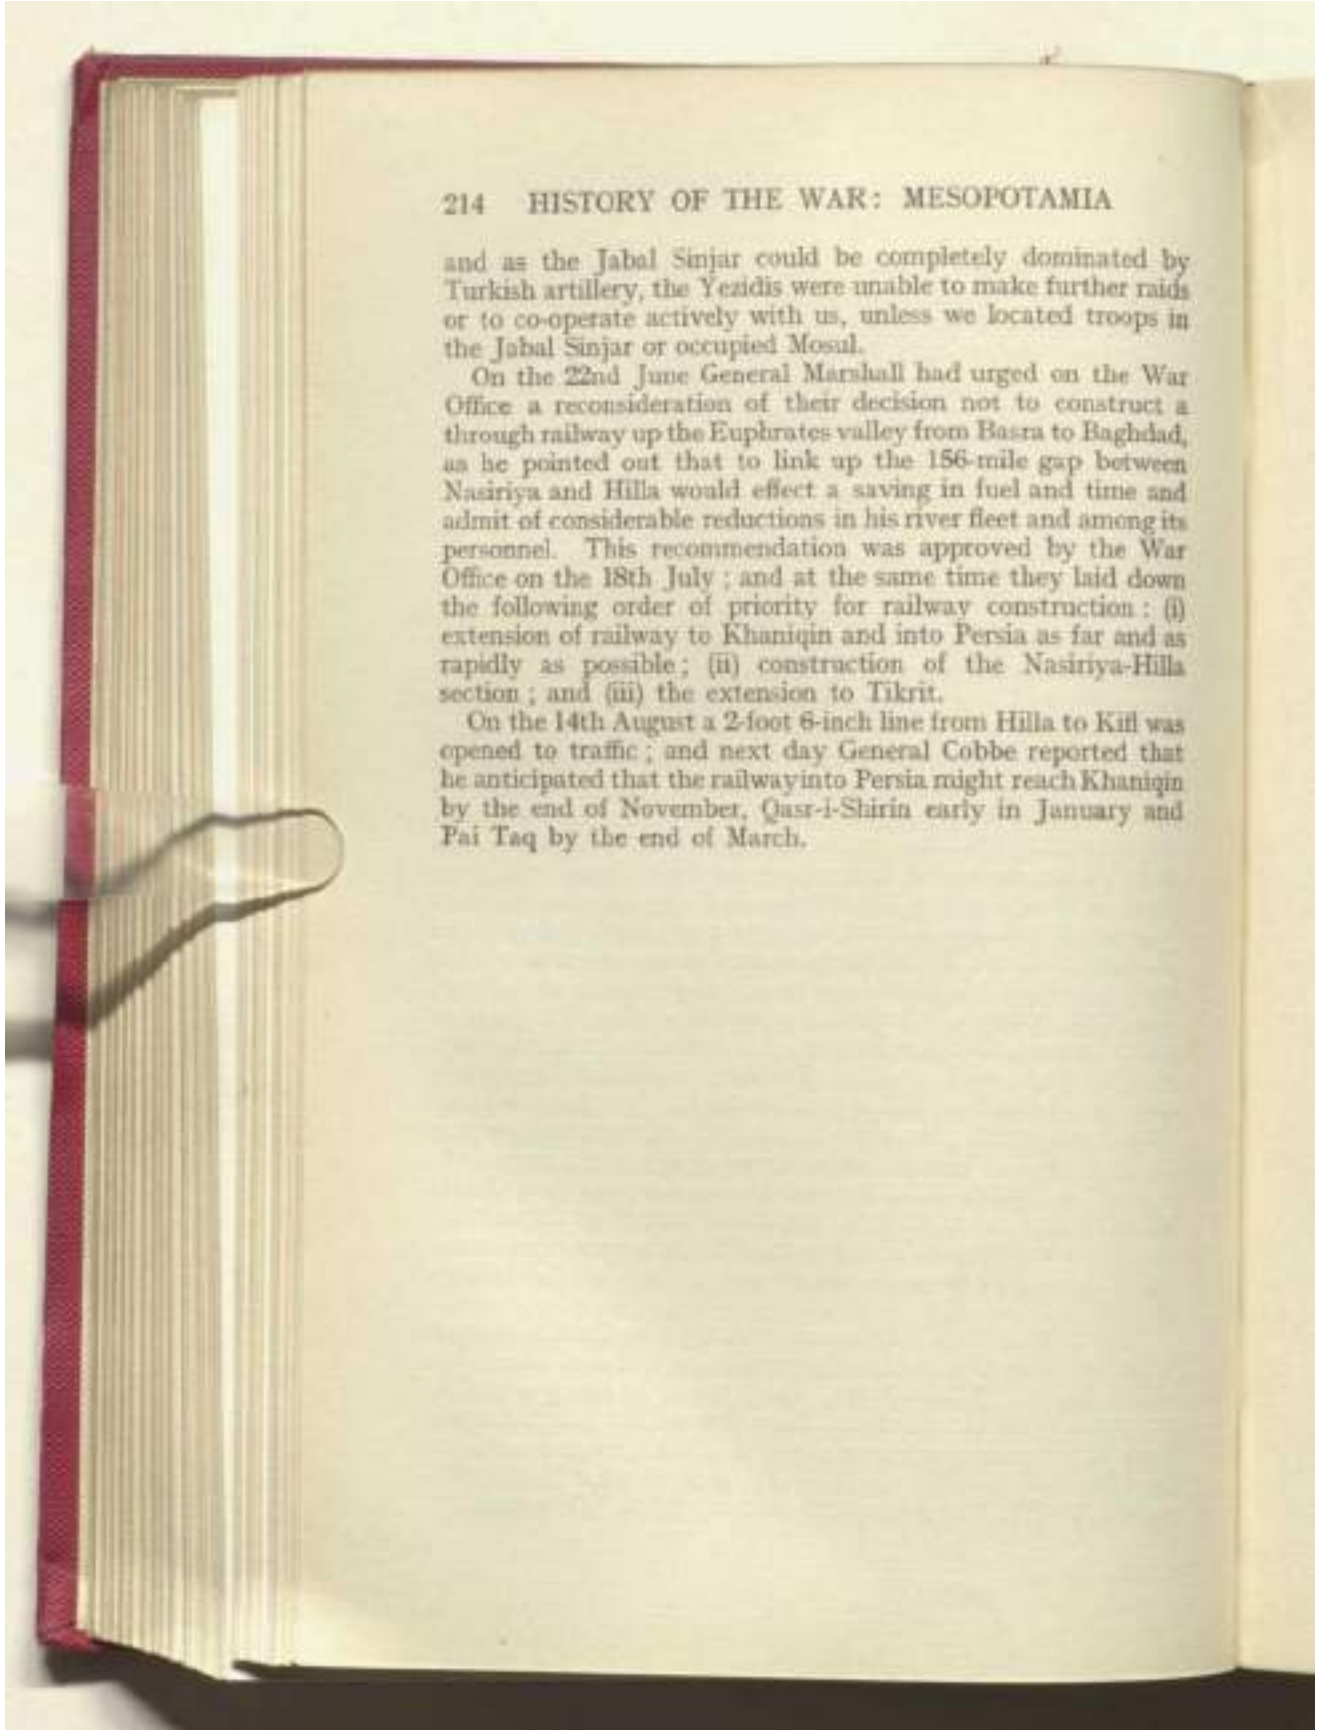 214 HISTORY OF THE WAR: MESOPOTAMIA
and as the Jabal Sinjar could be completely dominated by
Turkish artillery, the Yezidis were unable to make further raids
or to co-operate actively with us, unless we located troops in
the Jabal Sinjar or occupied Mosul.
On the 22nd June General Marshall had urged on the War
Office a reconsideration of their decision not to construct a
through railway up the Euphrates valley from Basra to Baghdad,
as he pointed out that to link up the 156-mile gap between
Nasiriya and Hilla would effect a saving in fuel and time and
admit of considerable reductions in his river fleet and among its
personnel. This recommendation was approved by the War
Office on the 18th July ; and at the same time they laid down
the following order of priority for railway construction : (i)
extension of railway to Khaniqin and into Persia as far and as
rapidly as possible ; (ii) construction of the Nasiriya-Hilla
section ; and (iii) the extension to Tikrit.
On the 14th August a 2-foot 6-inch line from Hilla to Kifl was
opened to traffic ; and next day General Cobbe reported that
he anticipated that the railway into Persia might reach Khaniqin
by the end of November, Qasr-i-Shirin early in January and
Pai Taq by the end of March.